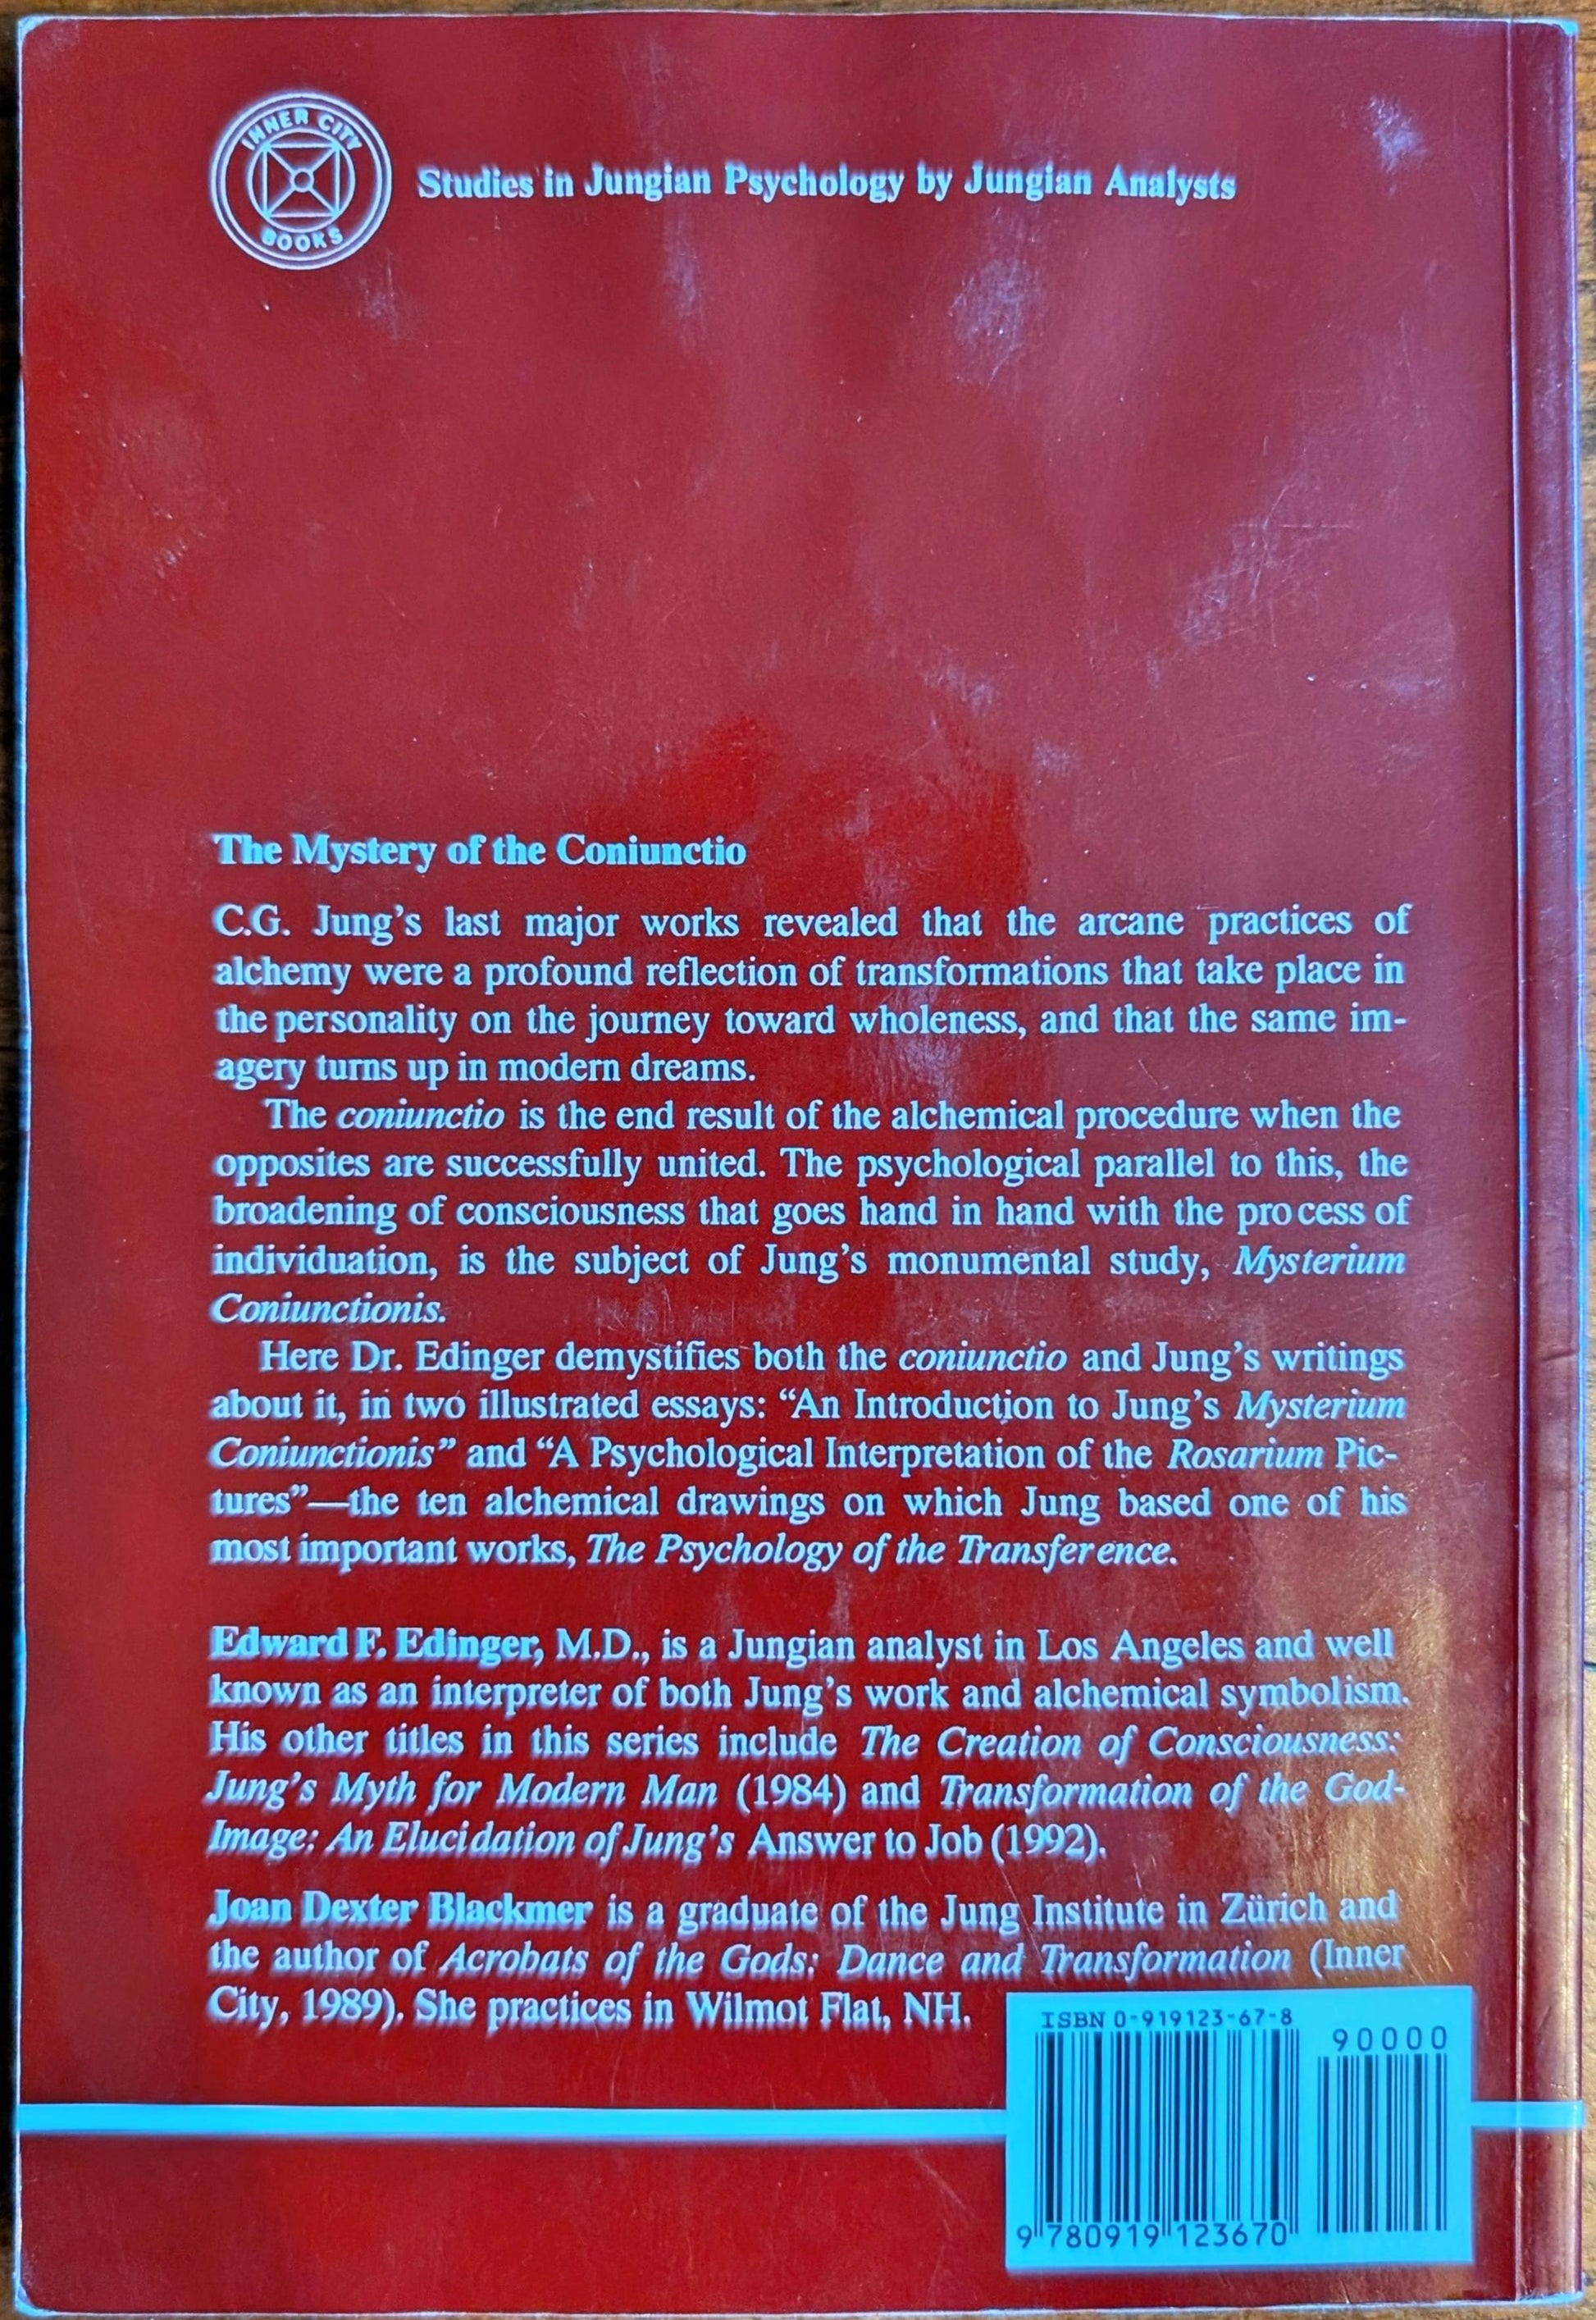 INNER CITY
BOOKS
Studies in Jungian Psychology by Jungian Analysts
The Mystery of the Coniunctio
C.G. Jung's last major works revealed that the arcane practices of
alchemy were a profound reflection of transformations that take place in
the personality on the journey toward wholeness, and that the same im-
agery turns up in modern dreams.
The coniunctio is the end result of the alchemical procedure when the
opposites are successfully united. The psychological parallel to this, the
broadening of consciousness that goes hand in hand with the process of
individuation, is the subject of Jung's monumental study, Mysterium
Coniunctionis.
Here Dr. Edinger demystifies both the coniunctio and Jung's writings
about it, in two illustrated essays: “An Introduction to Jung's Mysterium
Coniunctionis” and “A Psychological Interpretation of the Rosarium Pic-
tures”—the ten alchemical drawings on which Jung based one of his
most important works, The Psychology of the Transference.
Edward F. Edinger, M.D., is a Jungian analyst in Los Angeles and well
known as an interpreter of both Jung's work and alchemical symbolism.
His other titles in this series include The Creation of Consciousness:
Jung's Myth for Modern Man (1984) and Transformation of the God-
Image: An Elucidation of Jung's Answer to Job (1992).
Joan Dexter Blackmer is a graduate of the Jung Institute in Zürich and
the author of Acrobats of the Gods: Dance and Transformation (Inner
City, 1989). She practices in Wilmot Flat, NH.
ISBN 0-919123-67-8
90000
9 780919 123670